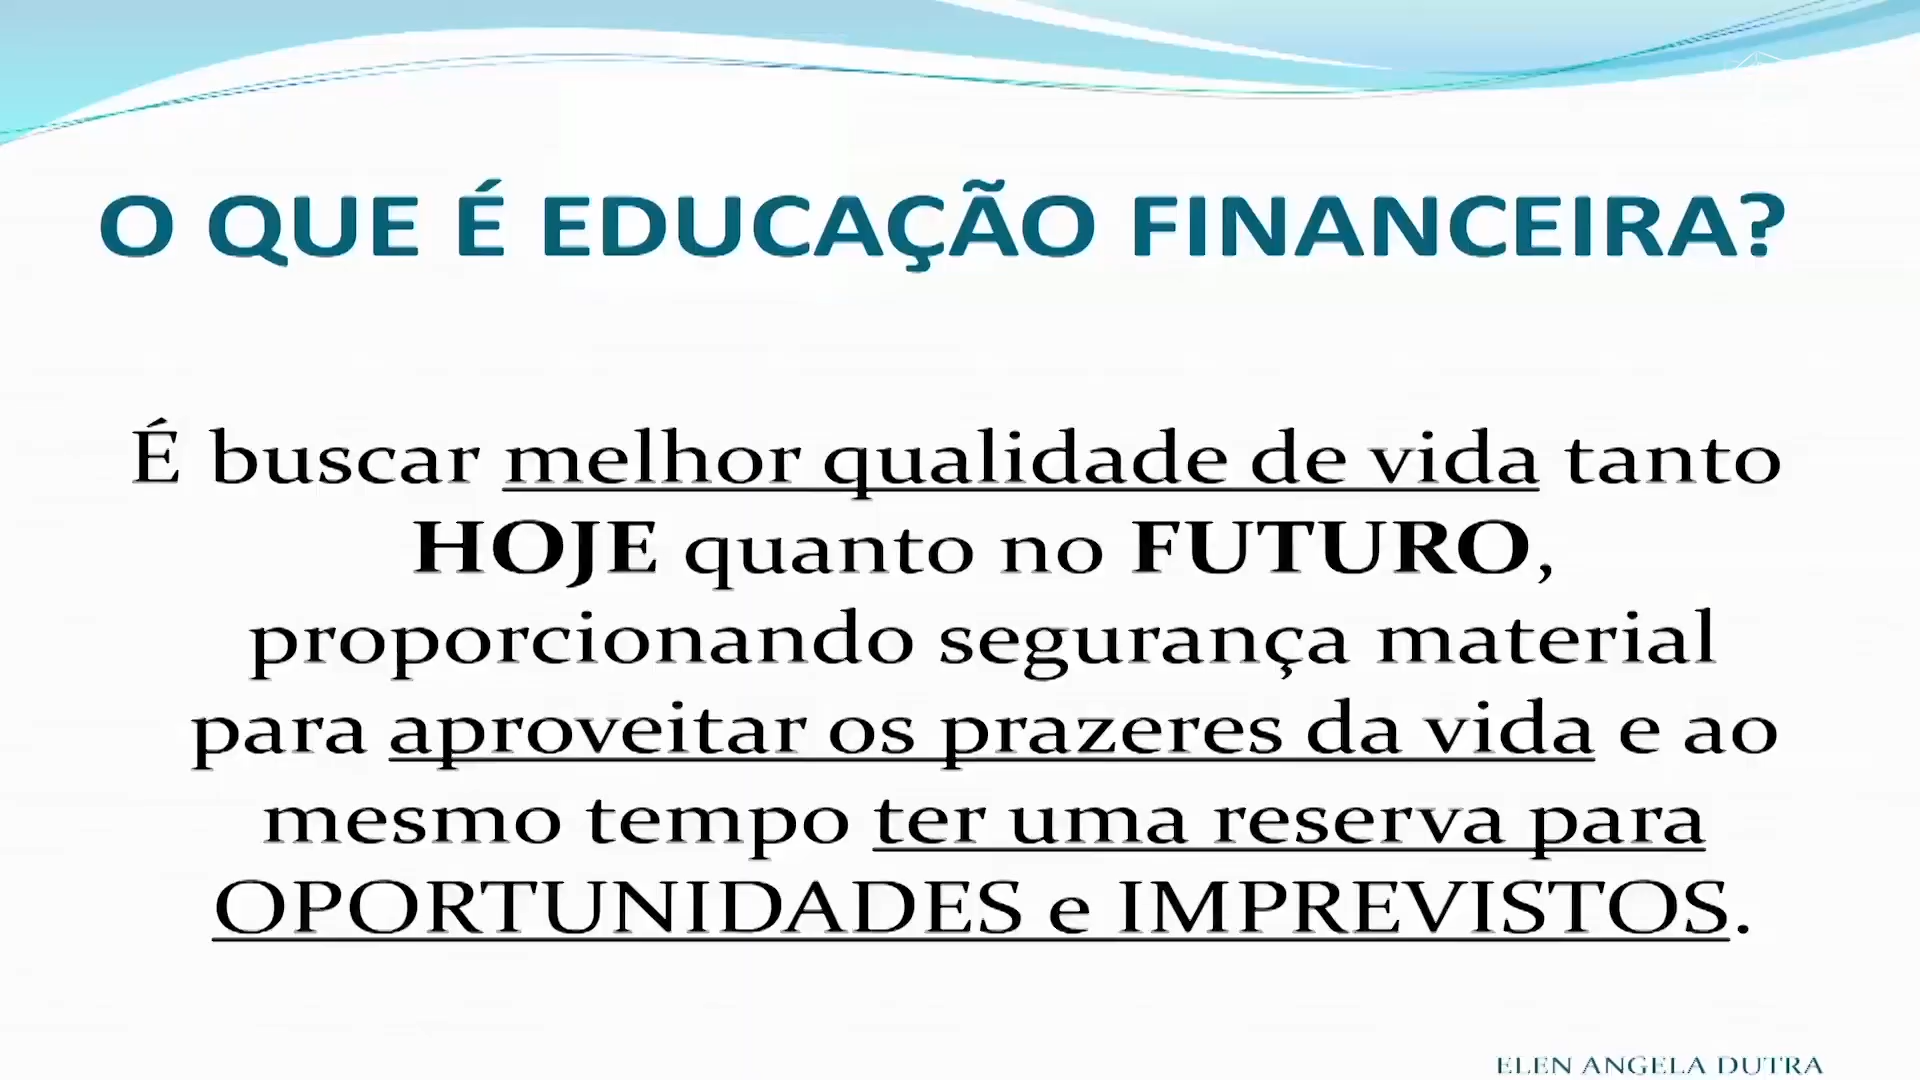 O QUE É EDUCAÇÃO FINANCEIRA?
É buscar melhor qualidade de vida tanto
HOJE quanto no FUTURO,
proporcionando segurança material
para aproveitar os prazeres da vida e ao
mesmo tempo ter uma reserva para
OPORTUNIDADES e IMPREVISTOS.
ELEN ANGELA DUTRA